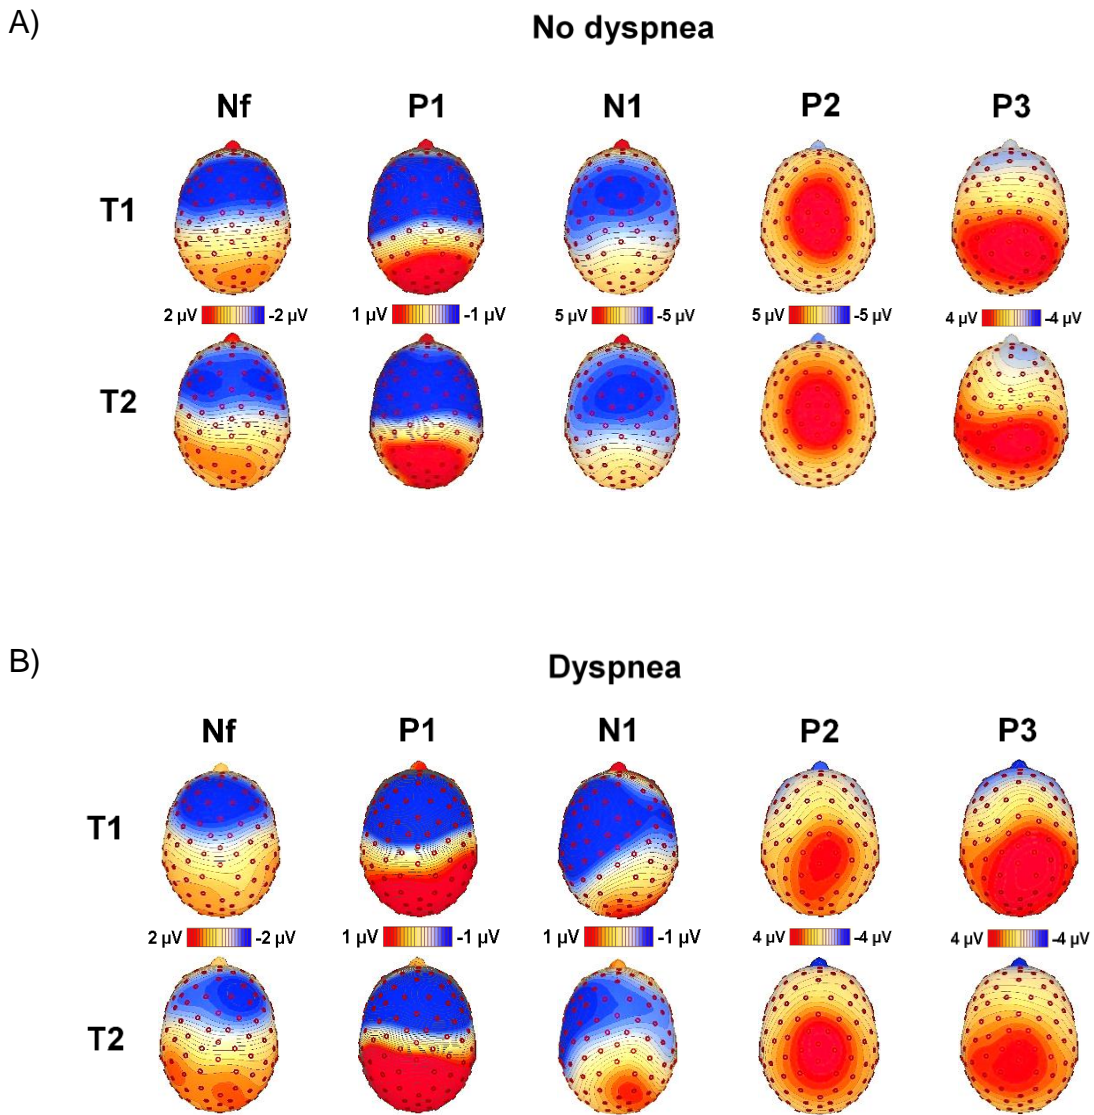 A)
No dyspnea
Nf P1 N1 P2 P3
T1
2 µV -2 µV 1 µV -1 µV 5 µV -5 µV 5 µV -5 µV 4 µV -4 µV
T2
B)
Dyspnea
Nf P1 N1 P2 P3
T1
2 µV -2 µV 1 µV -1 µV 1 µV -1 µV 4 µV -4 µV 4 µV -4 µV
T2